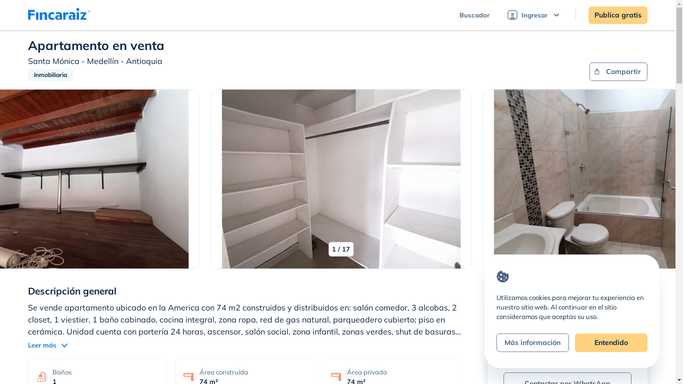 Fincaraiz
Buscador
Ingresar
Publica gratis
Apartamento en venta
Santa Mónica - Medellín - Antioquia
Inmobiliaria
Compartir
1 / 17
Descripción general
Se vende apartamento ubicado en la America con 74 m2 construidos y distribuidos en: salón comedor, 3 alcobas, 2
closet, 1 viestier, 1 baño cabinado, cocina integral, zona ropa, red de gas natural, parqueadero cubierto; piso en
cerámica. Unidad cuenta con portería 24 horas, ascensor, salón social, zona infantil, zonas verdes, shut de basuras...
Leer más
Baños
1
Área construida
74 m²
Área privada
74 m²
Utilizamos cookies para mejorar tu experiencia en
nuestro sitio web. Al continuar en el sitio
consideramos que aceptas su uso.
Más información
Entendido
Contactar por WhatsApp